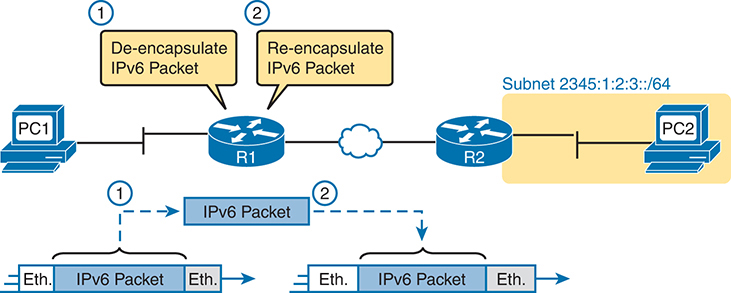 1
2
De-encapsulate
IPv6 Packet
Re-encapsulate
IPv6 Packet
Subnet 2345:1:2:3::/64
PC1
R1
R2
PC2
1
IPv6 Packet
2
Eth.
IPv6 Packet
Eth.
Eth.
IPv6 Packet
Eth.